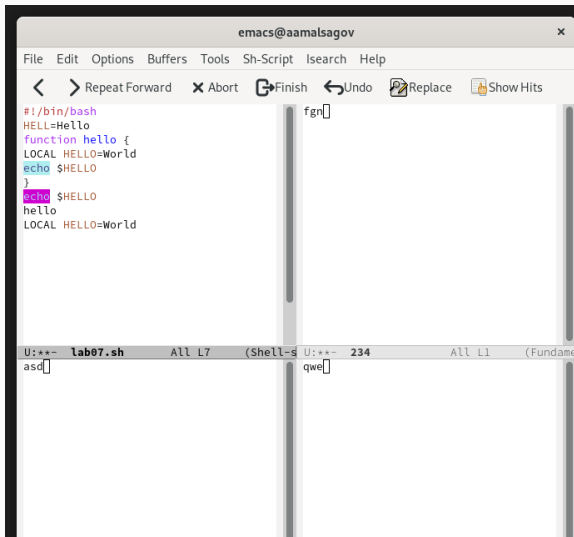 emacs@aamalsagov ×
File Edit Options Buffers Tools Sh-Script Isearch Help
Repeat Forward Abort Finish Undo Replace Show Hits
#!/bin/bash
HELL=Hello
function hello {
LOCAL HELLO=World
echo $HELLO
}
echo $HELLO
hello
LOCAL HELLO=World
U:**- lab07.sh All L7 (Shell-s
fgn
U:**- 234 All L1 (Fundame
asd
qwe